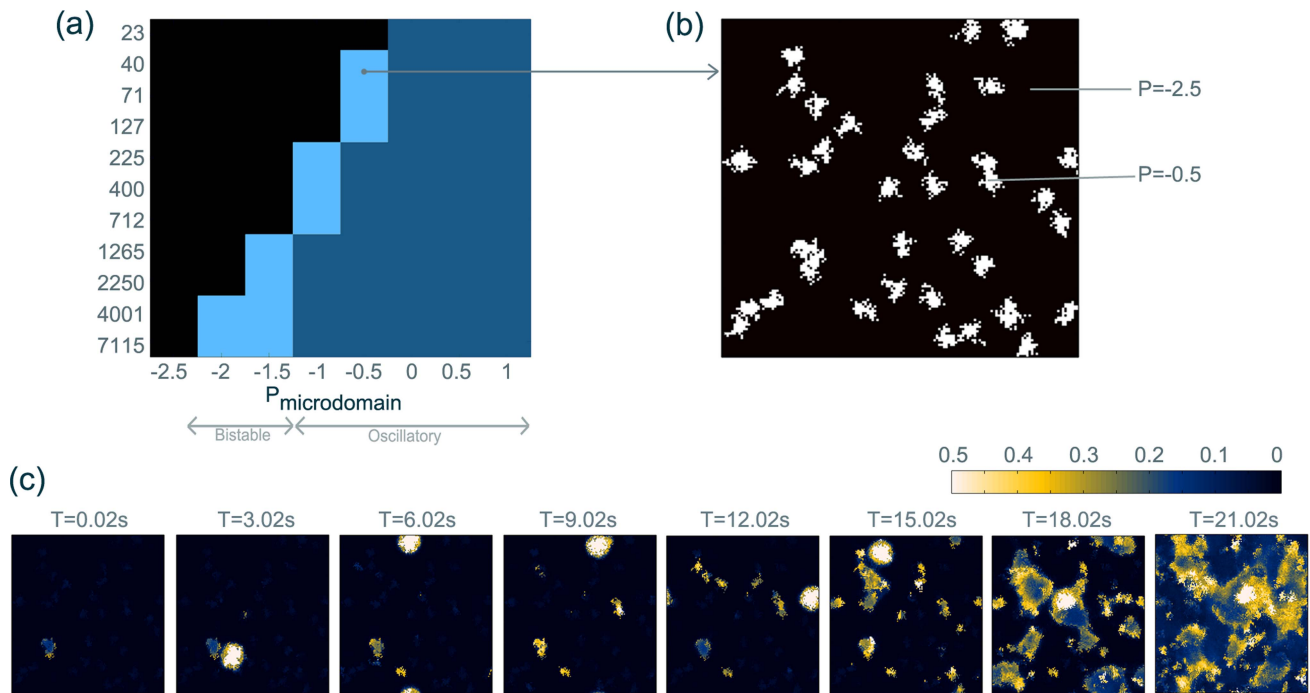 (a)
23
40
71
127
225
400
712
1265
2250
4001
7115
-2.5 -2 -1.5 -1 -0.5 0 0.5 1
Pmicrodomain
Bistable Oscillatory
(b)
P=-2.5
P=-0.5
0.5 0.4 0.3 0.2 0.1 0
(c)
T=0.02s T=3.02s T=6.02s T=9.02s T=12.02s T=15.02s T=18.02s T=21.02s